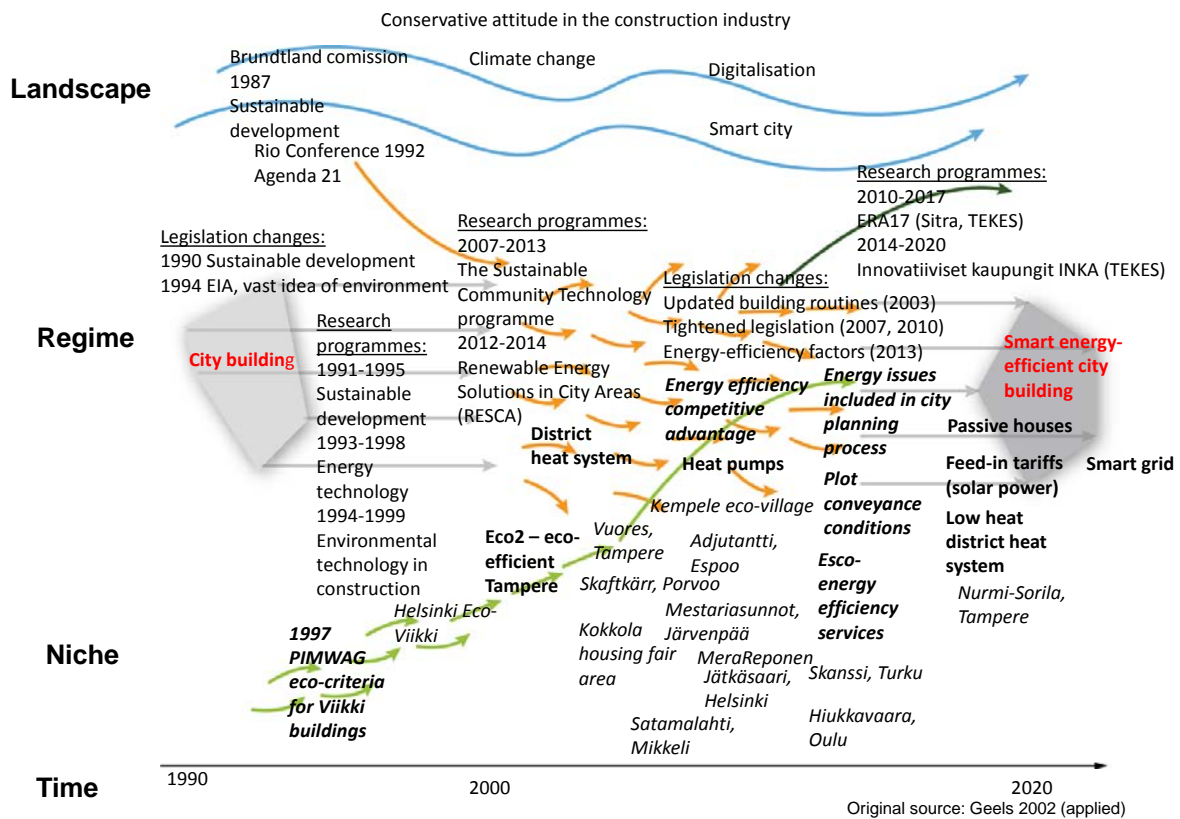 Conservative attitude in the construction industry
Landscape
Brundtland comission
1987
Sustainable
development
Climate change
Digitalisation
Smart city
Rio Conference 1992
Agenda 21
Regime
Legislation changes:
1990 Sustainable development
1994 EIA, vast idea of environment
City building
Research
programmes:
1991-1995
Sustainable
development
1993-1998
Energy
technology
1994-1999
Environmental
technology in
construction
Research programmes:
2007-2013
The Sustainable
Community Technology
programme
2012-2014
Renewable Energy
Solutions in City Areas
(RESCA)
District
heat system
Legislation changes:
Updated building routines (2003)
Tightened legislation (2007, 2010)
Energy-efficiency factors (2013)
Energy efficiency
competitive
advantage
Heat pumps
Research programmes:
2010-2017
ERA17 (Sitra, TEKES)
2014-2020
Innovatiiviset kaupungit INKA (TEKES)
Energy issues
included in city
planning
process
Plot
conveyance
conditions
Esco-
energy
efficiency
services
Smart energy-
efficient city
building
Passive houses
Smart grid
Feed-in tariffs
(solar power)
Low heat
district heat
system
Nurmi-Sorila,
Tampere
Niche
1997
PIMWAG
eco-criteria
for Viikki
buildings
Helsinki Eco-
Viikki
Eco2 – eco-
efficient
Tampere
Vuores,
Tampere
Kempele eco-village
Adjutantti,
Espoo
Skaftkärr, Porvoo
Mestariasunnot,
Järvenpää
Kokkola
housing fair
area
MeraReponen
Jätkäsaari,
Helsinki
Satamalahti,
Mikkeli
Skanssi, Turku
Hiukkavaara,
Oulu
Time
1990
2000
2020
Original source: Geels 2002 (applied)